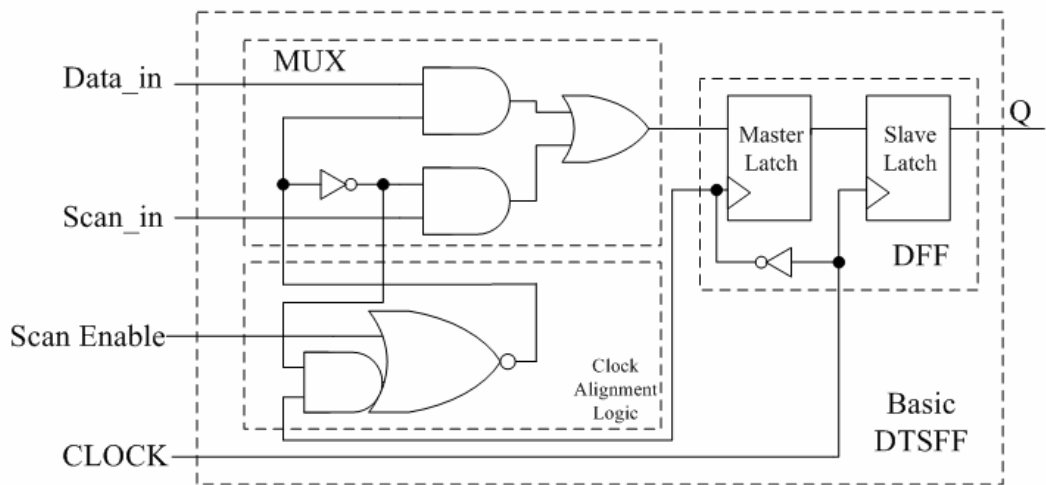 MUX
Data_in
Scan_in
Q
Master
Latch
Slave
Latch
DFF
Scan Enable
Clock
Alignment
Logic
Basic
DTSFF
CLOCK